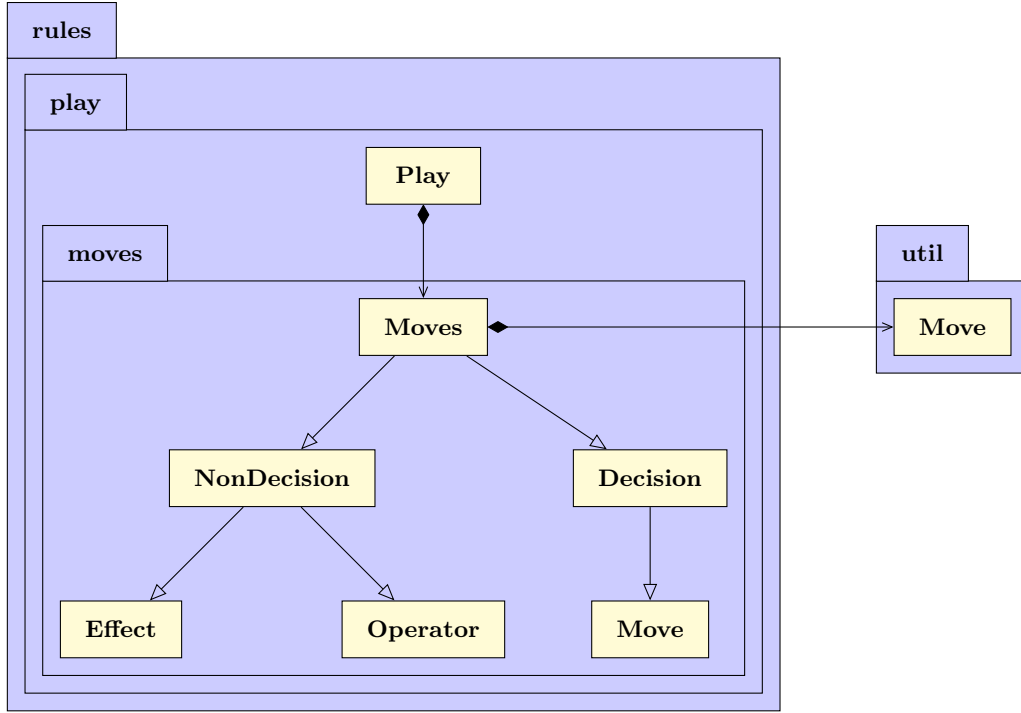 rules
play
Play
moves
util
Moves
Move
NonDecision
Decision
Effect
Operator
Move